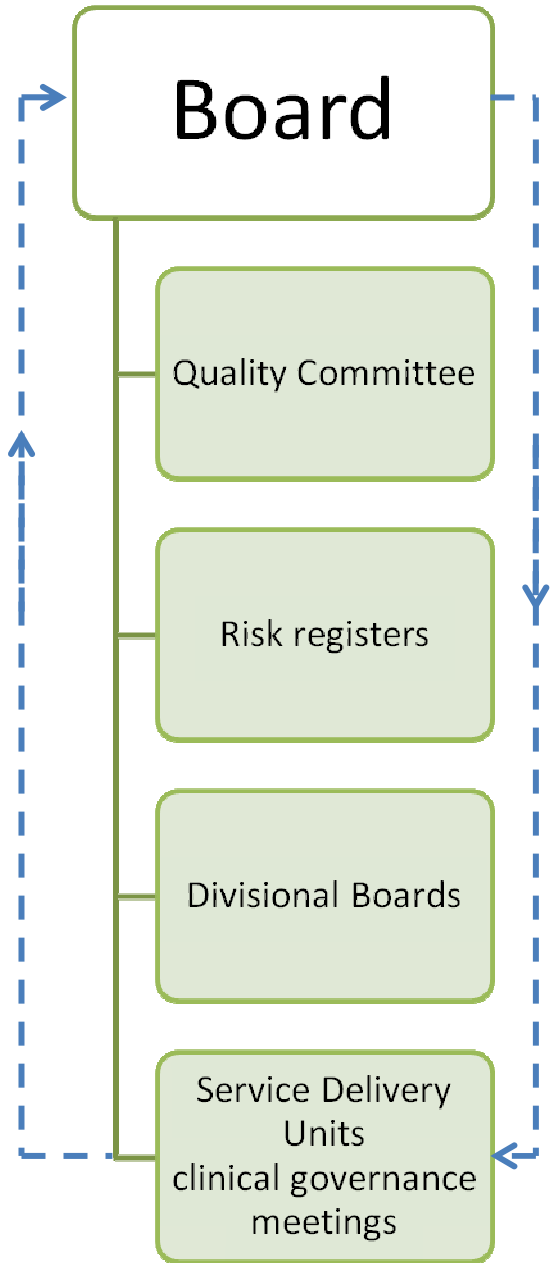 Board
Quality Committee
Risk registers
Divisional Boards
Service Delivery
Units
clinical governance
meetings